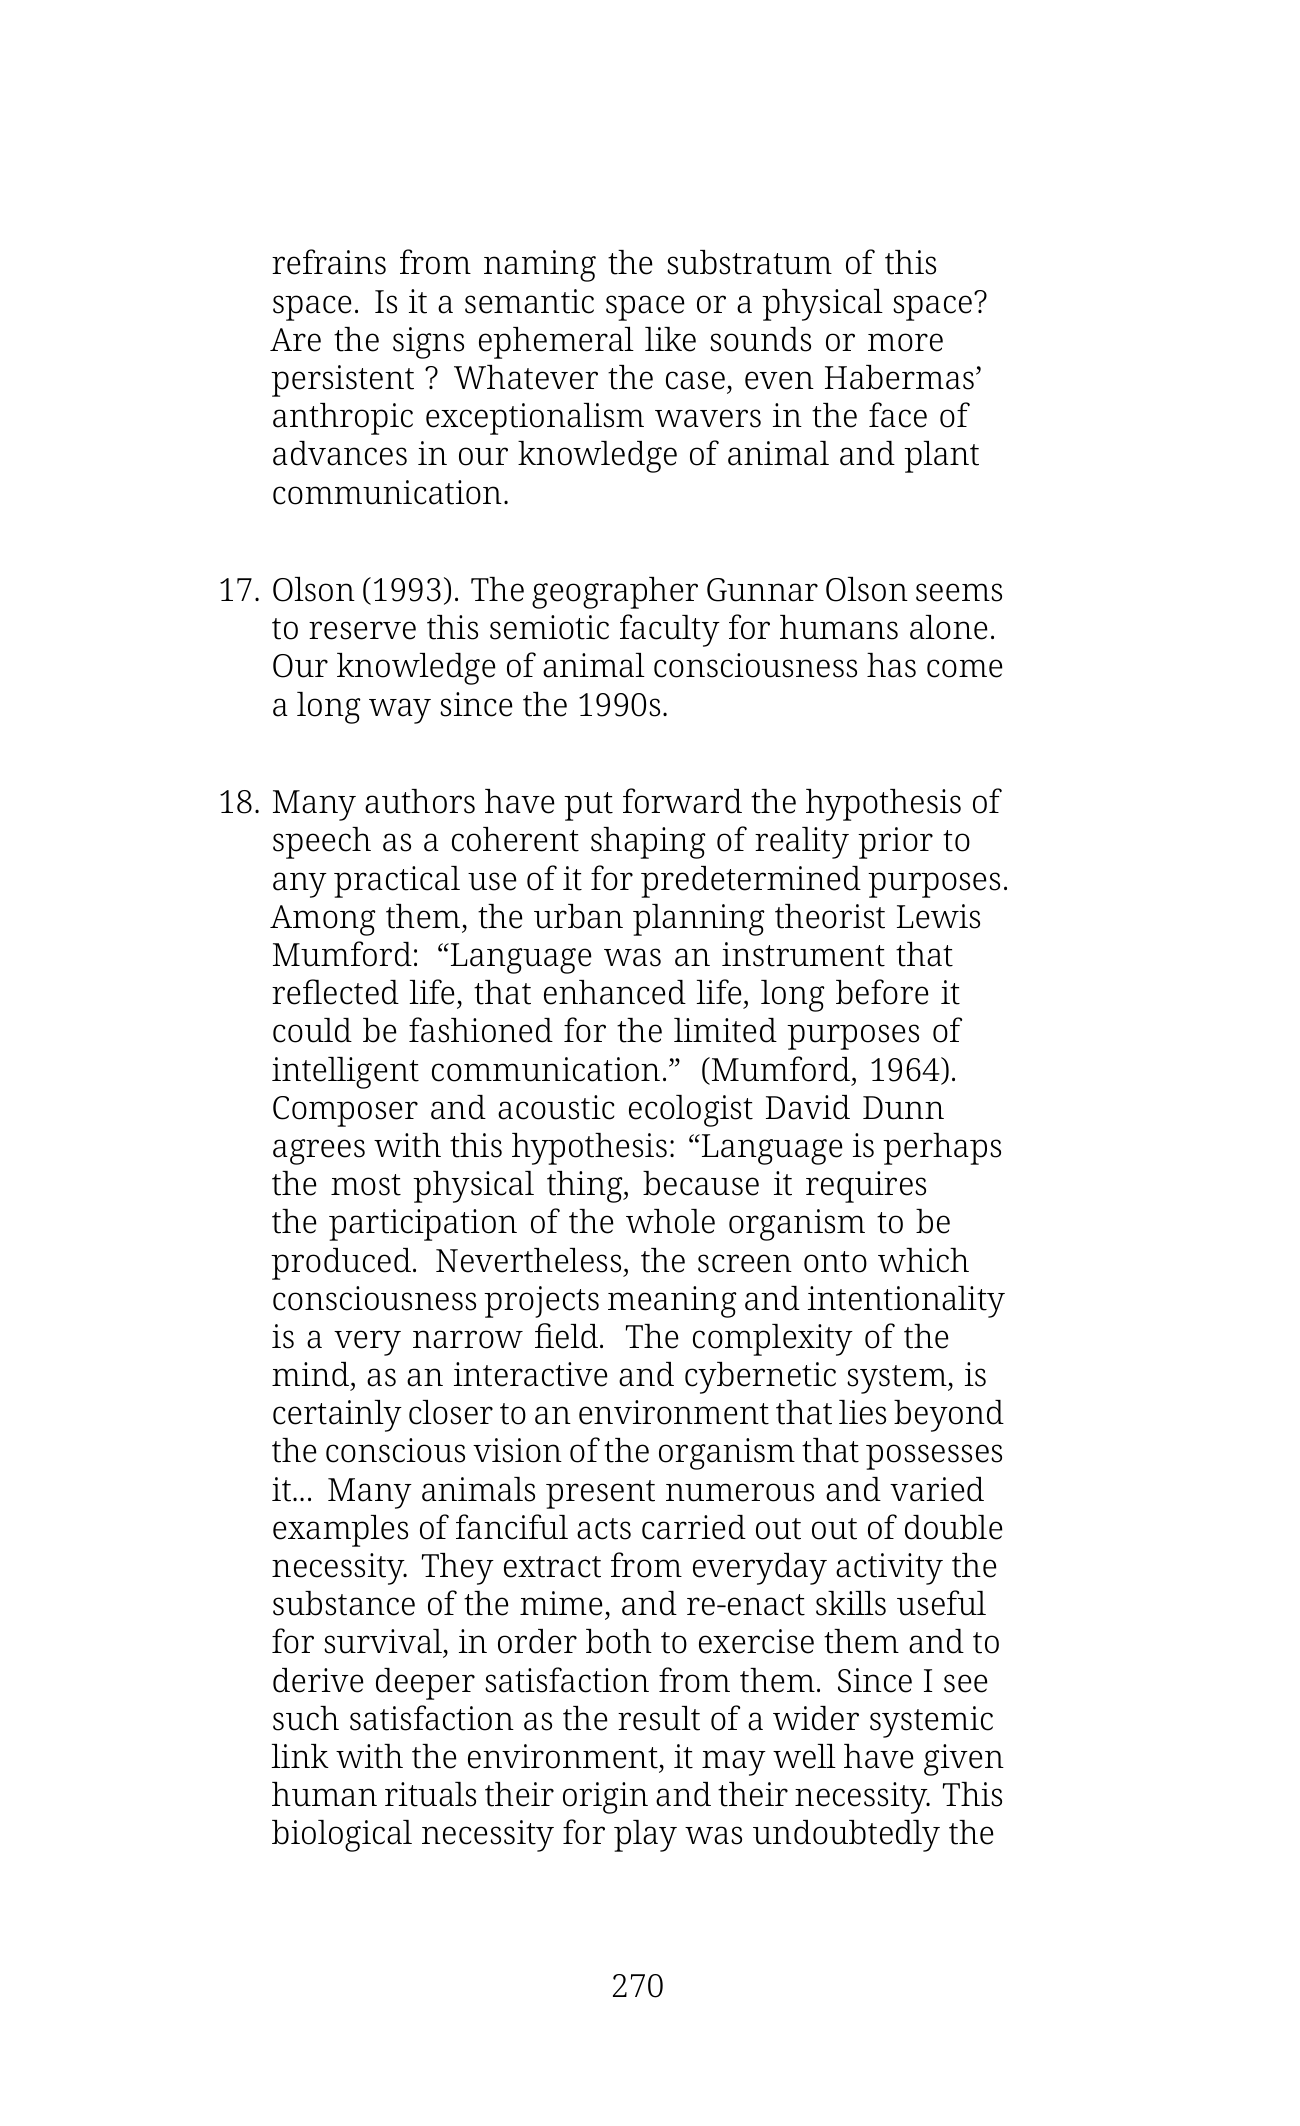 refrains from naming the substratum of this
space. Is it a semantic space or a physical space?
Are the signs ephemeral like sounds or more
persistent ? Whatever the case, even Habermas’
anthropic exceptionalism wavers in the face of
advances in our knowledge of animal and plant
communication.
17. Olson (1993). The geographer Gunnar Olson seems
to reserve this semiotic faculty for humans alone.
Our knowledge of animal consciousness has come
a long way since the 1990s.
18. Many authors have put forward the hypothesis of
speech as a coherent shaping of reality prior to
any practical use of it for predetermined purposes.
Among them, the urban planning theorist Lewis
Mumford: “Language was an instrument that
reflected life, that enhanced life, long before it
could be fashioned for the limited purposes of
intelligent communication.” (Mumford, 1964).
Composer and acoustic ecologist David Dunn
agrees with this hypothesis: “Language is perhaps
the most physical thing, because it requires
the participation of the whole organism to be
produced. Nevertheless, the screen onto which
consciousness projects meaning and intentionality
is a very narrow field. The complexity of the
mind, as an interactive and cybernetic system, is
certainly closer to an environment that lies beyond
the conscious vision of the organism that possesses
it... Many animals present numerous and varied
examples of fanciful acts carried out out of double
necessity. They extract from everyday activity the
substance of the mime, and re-enact skills useful
for survival, in order both to exercise them and to
derive deeper satisfaction from them. Since I see
such satisfaction as the result of a wider systemic
link with the environment, it may well have given
human rituals their origin and their necessity. This
biological necessity for play was undoubtedly the
270